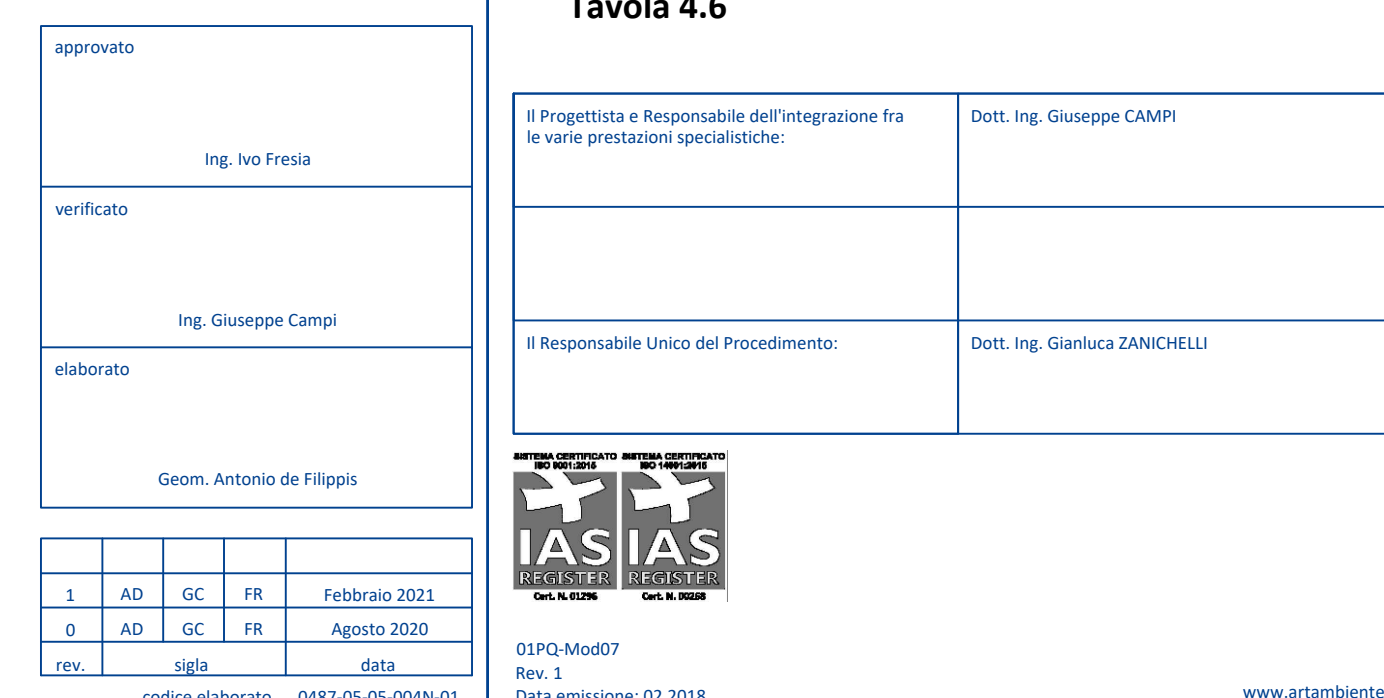 Tavola 4.6
approvato
Ing. Ivo Fresia
verificato
Ing. Giuseppe Campi
elaborato
Geom. Antonio de Filippis
1 AD GC FR Febbraio 2021
0 AD GC FR Agosto 2020
rev. sigla data
codice elaborato 0487-05-05-004N-01
Il Progettista e Responsabile dell'integrazione fra
le varie prestazioni specialistiche:
Dott. Ing. Giuseppe CAMPI
Il Responsabile Unico del Procedimento:
Dott. Ing. Gianluca ZANICHELLI
SISTEMA CERTIFICATO
ISO 9001:2015
IAS
REGISTER
Cert. N. 01296
SISTEMA CERTIFICATO
ISO 14001:2015
IAS
REGISTER
Cert. N. 00268
01PQ-Mod07
Rev. 1
Data emissione: 02.2018
www.artambiente